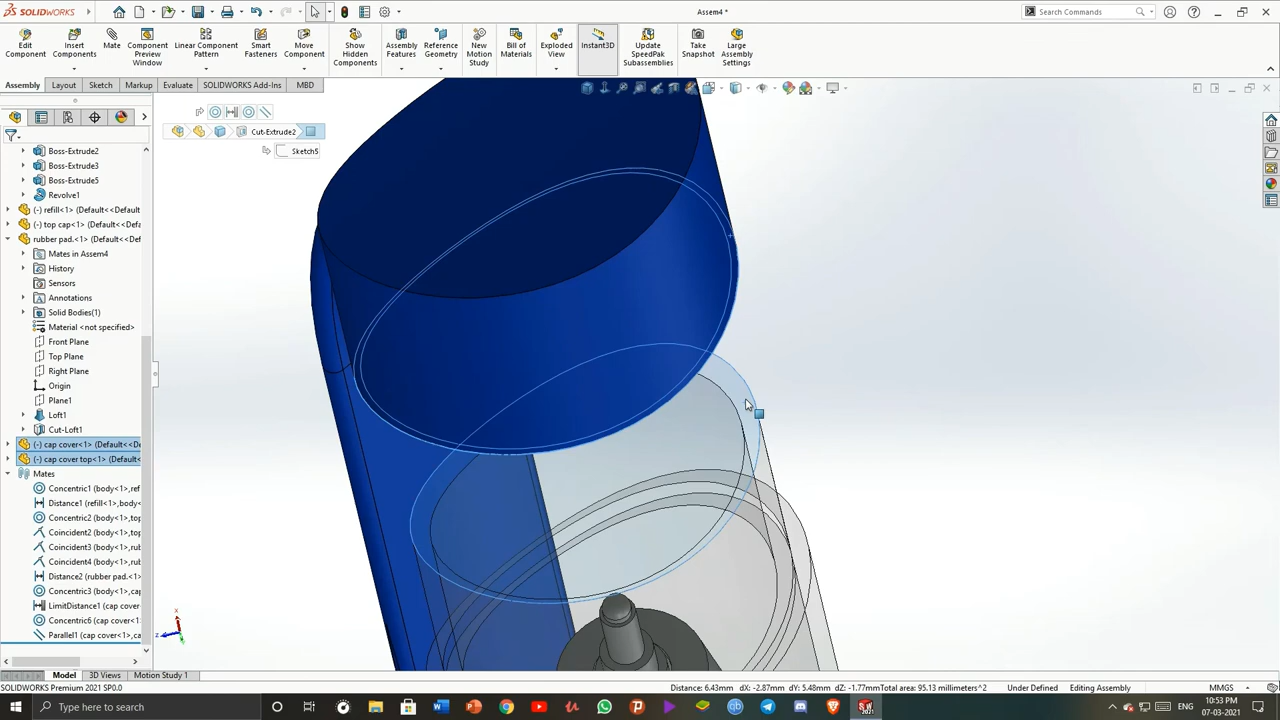 SOLIDWORKS
Assem4 *
Search Commands
Edit Component
Insert Components
Mate
Component Preview Window
Linear Component Pattern
Smart Fasteners
Move Component
Show Hidden Components
Assembly Features
Reference Geometry
New Motion Study
Bill of Materials
Exploded View
Instant3D
Update SpeedPak Subassemblies
Take Snapshot
Large Assembly Settings
Assembly
Layout
Sketch
Markup
Evaluate
SOLIDWORKS Add-Ins
MBD
Cut-Extrude2
Sketch5
Boss-Extrude2
Boss-Extrude3
Boss-Extrude5
Revolve1
(-) refill<1> (Default<<Default
(-) top cap<1> (Default<<Defau
rubber pad.<1> (Default<<Defa
Mates in Assem4
History
Sensors
Annotations
Solid Bodies(1)
Material <not specified>
Front Plane
Top Plane
Right Plane
Origin
Plane1
Loft1
Cut-Loft1
(-) cap cover<1> (Default<<De
(-) cap cover top<1> (Default<
Mates
Concentric1 (body<1>,ref
Distance1 (refill<1>,body<
Concentric2 (body<1>,top
Coincident2 (body<1>,top
Coincident3 (body<1>,rub
Coincident4 (body<1>,rub
Distance2 (rubber pad.<1
Concentric3 (body<1>,ca
LimitDistance1 (cap cover
Concentric6 (body<1>,cap
Parallel1 (cap cover<1>,ca
X
Z
Model
3D Views
Motion Study 1
SOLIDWORKS Premium 2021 SP0.0
Distance: 6.43mm dX: -2.87mm dY: 5.48mm dZ: -1.77mm Total area: 95.13 millimeters^2
Under Defined
Editing Assembly
MMGS
Type here to search
ENG
10:53 PM
07-03-2021